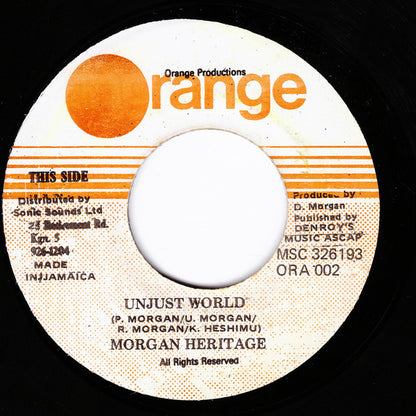 Orange Productions
Orange
THIS SIDE
Distributed by
Sonic Sounds Ltd
25 Retirement Rd.
Kgn. 5
926-1204
MADE
IN JAMAICA
Produced by
D. Morgan
Published by
DENROY'S
MUSIC ASCAP
MSC 326193
ORA 002
UNJUST WORLD
(P. MORGAN/U. MORGAN/
R. MORGAN/K. HESHIMU)
MORGAN HERITAGE
All Rights Reserved